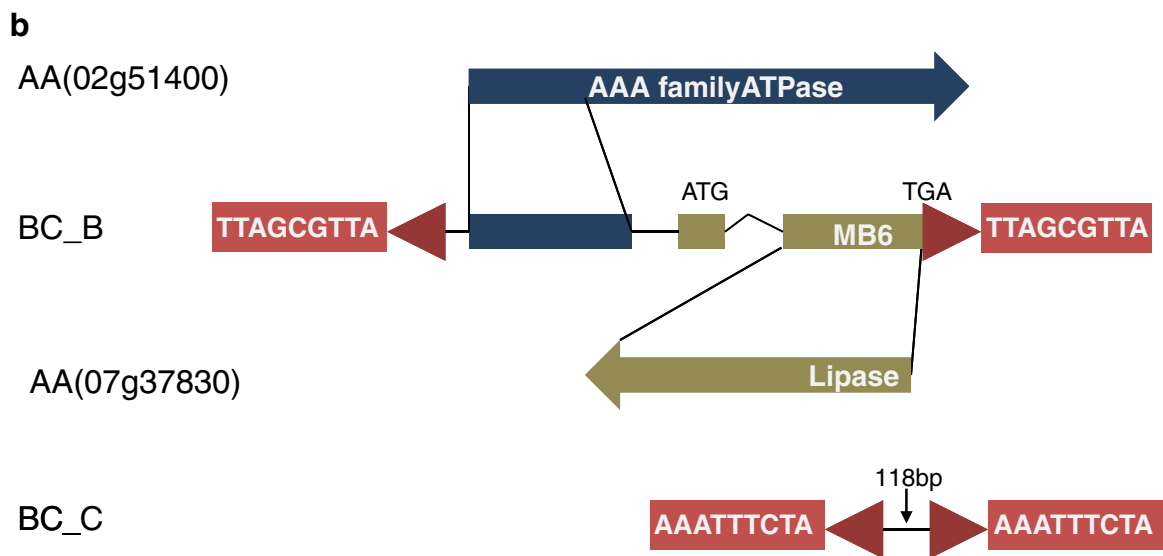 b
AA(02g51400)
AAA familyATPase
ATG
TGA
BC_B
TTAGCGTTA
MB6
TTAGCGTTA
AA(07g37830)
Lipase
118bp
BC_C
AAATTTCTA
AAATTTCTA